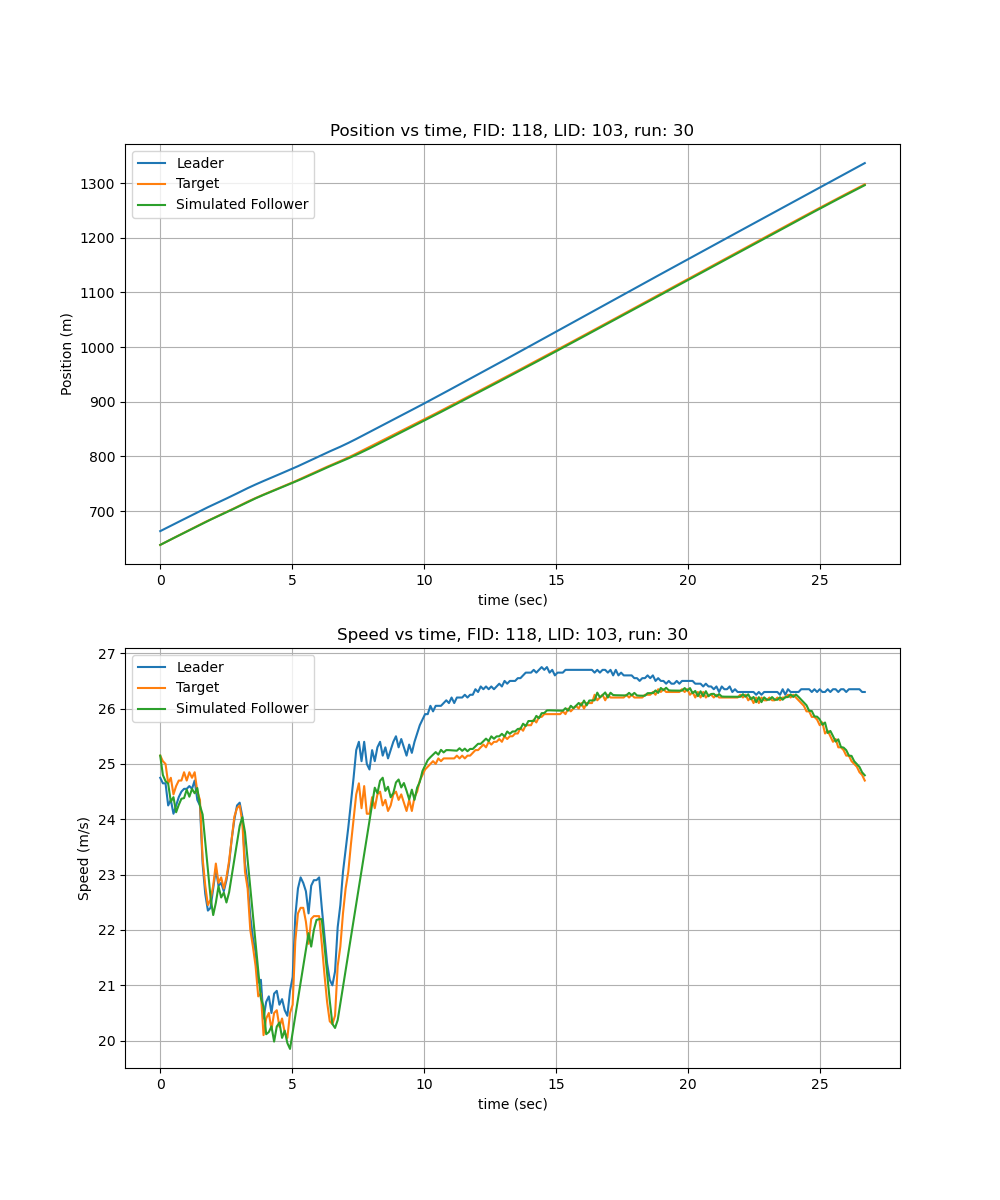 Position vs time, FID: 118, LID: 103, run: 30
Leader
Target
Simulated Follower
Position (m)
1300
1200
1100
1000
900
800
700
0 5 10 15 20 25
time (sec)
Speed vs time, FID: 118, LID: 103, run: 30
Leader
Target
Simulated Follower
Speed (m/s)
27
26
25
24
23
22
21
20
0 5 10 15 20 25
time (sec)